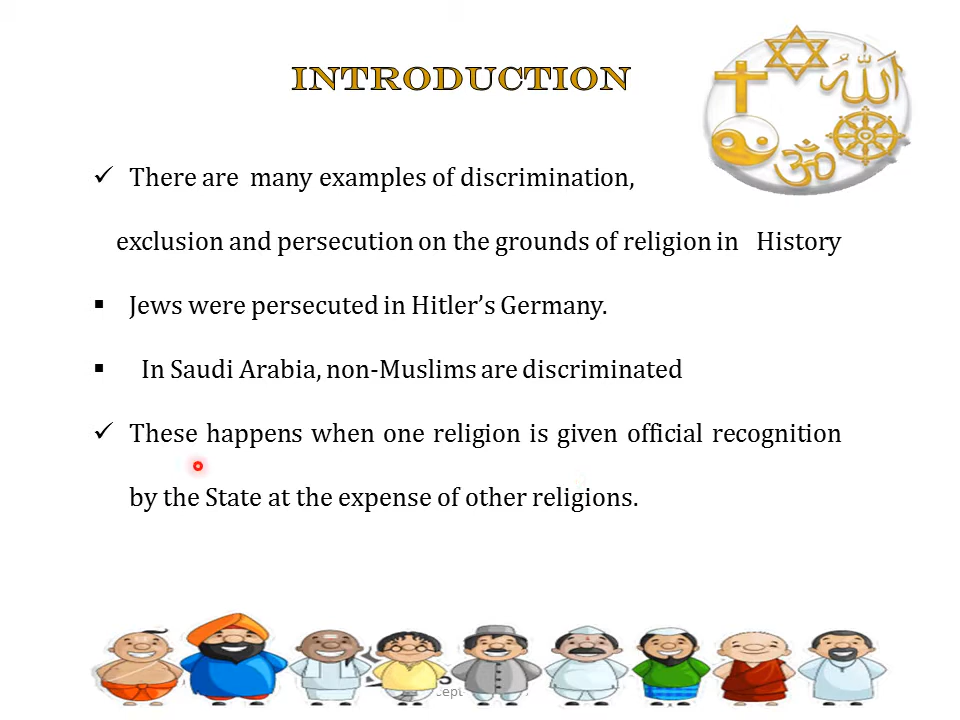 INTRODUCTION
✓ There are many examples of discrimination,
exclusion and persecution on the grounds of religion in History
▪ Jews were persecuted in Hitler’s Germany.
▪ In Saudi Arabia, non-Muslims are discriminated
✓ These happens when one religion is given official recognition
by the State at the expense of other religions.